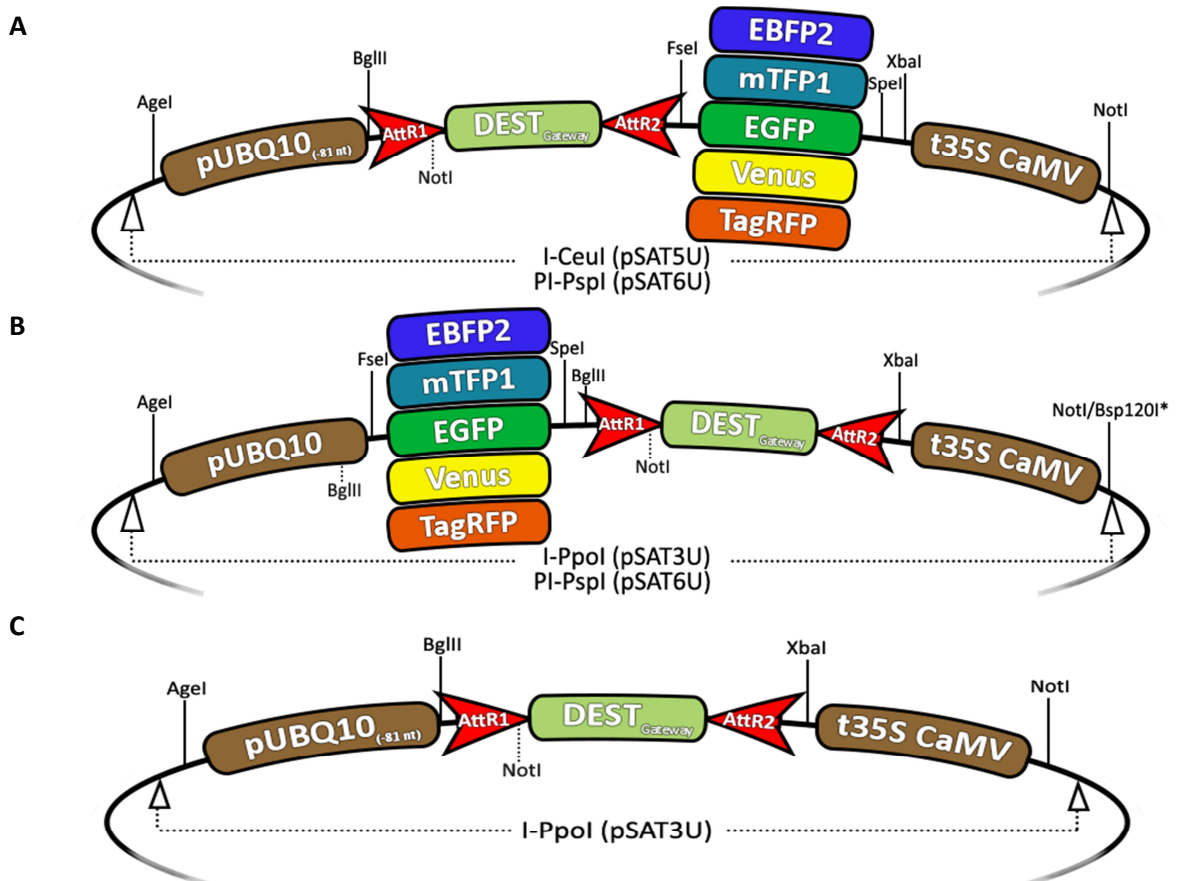 A
EBFP2
FseI
BglII
mTFP1
XbaI
SpeI
AgeI
NotI
DEST Gateway
AttR1
AttR2
EGFP
pUBQ10 (-81 nt)
t35S CaMV
NotI
Venus
TagRFP
I-CeuI (pSAT5U)
PI-PspI (pSAT6U)
B
EBFP2
SpeI
FseI
XbaI
mTFP1
BglII
AgeI
NotI/Bsp120I*
pUBQ10
EGFP
AttR1
DEST Gateway
AttR2
t35S CaMV
NotI
BglII
Venus
TagRFP
I-PpoI (pSAT3U)
PI-PspI (pSAT6U)
C
BglII
XbaI
AgeI
NotI
pUBQ10 (-81 nt)
AttR1
DEST Gateway
AttR2
t35S CaMV
NotI
I-PpoI (pSAT3U)